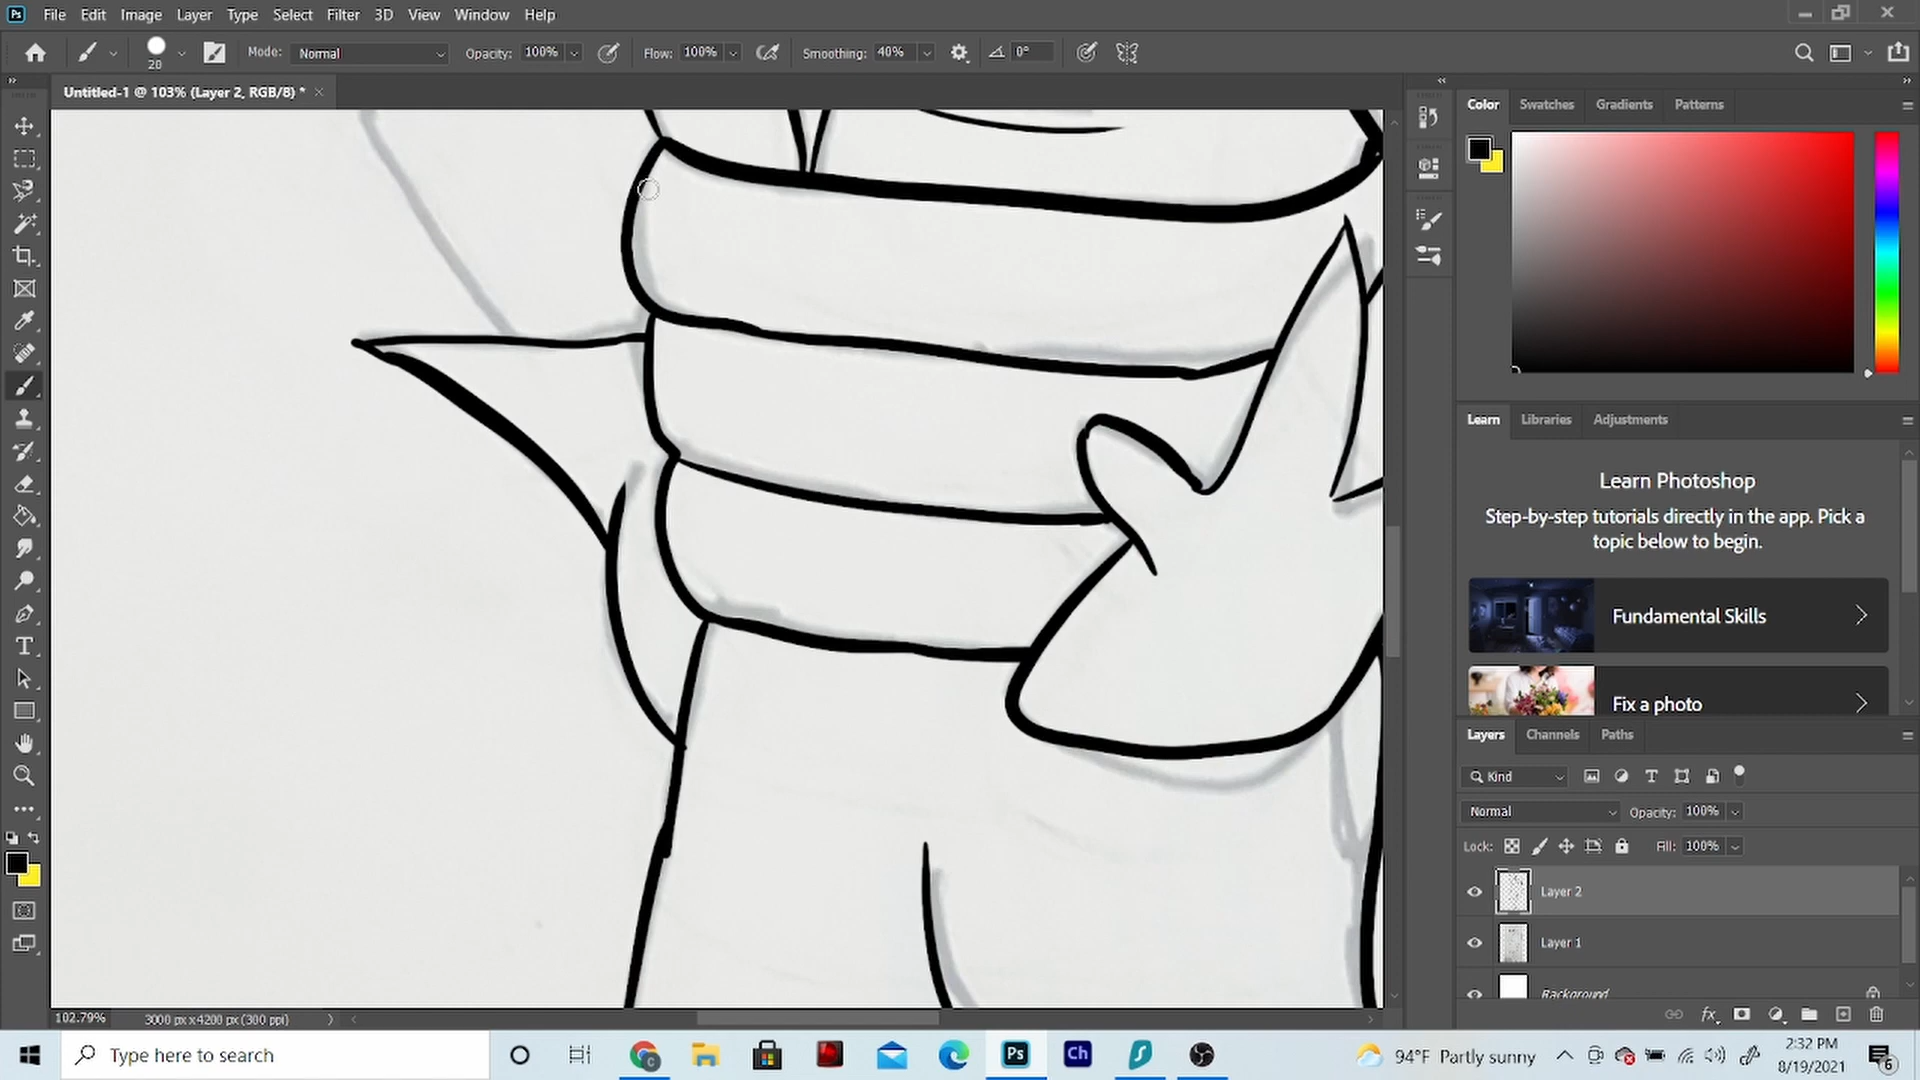 Ps File Edit Image Layer Type Select Filter 3D View Window Help
20 Mode: Normal Opacity: 100% Flow: 100% Smoothing: 40% 0°
Untitled-1 @ 103% (Layer 2, RGB/8) *
Color Swatches Gradients Patterns
Learn Libraries Adjustments
Learn Photoshop
Step-by-step tutorials directly in the app. Pick a
topic below to begin.
Fundamental Skills
Fix a photo
Layers Channels Paths
Kind
Normal Opacity: 100%
Lock: Fill: 100%
Layer 2
Layer 1
Background
102.79% 3000 px x 4200 px (300 ppi)
Type here to search
Ps Ch
94°F Partly sunny
2:32 PM
8/19/2021
6